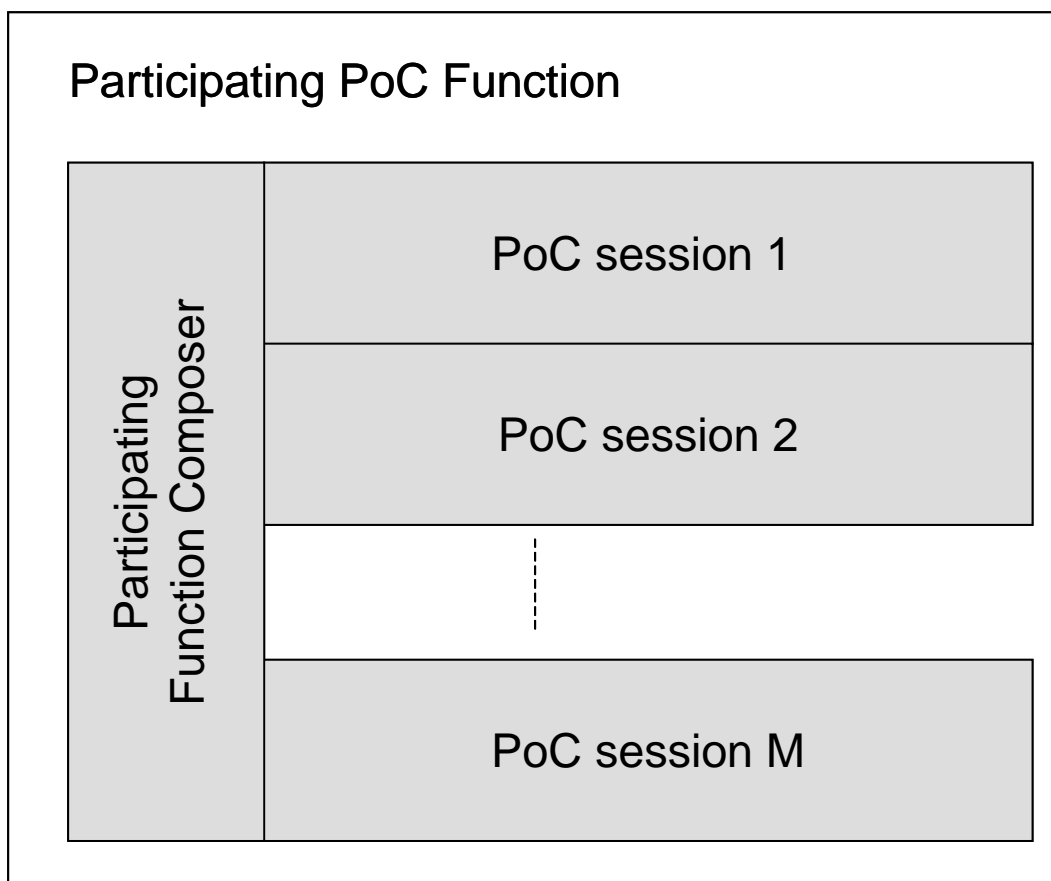 Participating PoC Function
PoC session 1
PoC session 2
Participating
Function Composer
PoC session M